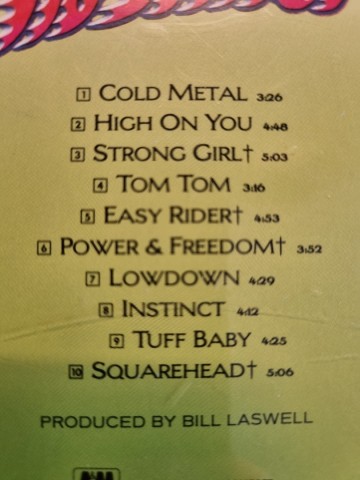 1 COLD METAL 3:26
2 HIGH ON YOU 4:48
3 STRONG GIRL† 5:03
4 TOM TOM 3:16
5 EASY RIDER† 4:53
6 POWER & FREEDOM† 3:52
7 LOWDOWN 4:29
8 INSTINCT 4:12
9 TUFF BABY 4:25
10 SQUAREHEAD† 5:06
PRODUCED BY BILL LASWELL